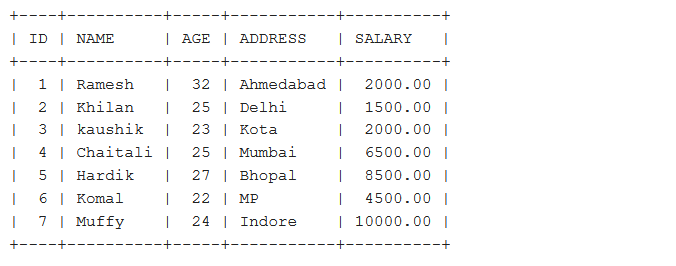 +----+----------+-----+-----------+----------+
| ID | NAME     | AGE | ADDRESS   | SALARY   |
+----+----------+-----+-----------+----------+
|  1 | Ramesh   |  32 | Ahmedabad |  2000.00 |
|  2 | Khilan   |  25 | Delhi     |  1500.00 |
|  3 | kaushik  |  23 | Kota      |  2000.00 |
|  4 | Chaitali |  25 | Mumbai    |  6500.00 |
|  5 | Hardik   |  27 | Bhopal    |  8500.00 |
|  6 | Komal    |  22 | MP        |  4500.00 |
|  7 | Muffy    |  24 | Indore    | 10000.00 |
+----+----------+-----+-----------+----------+